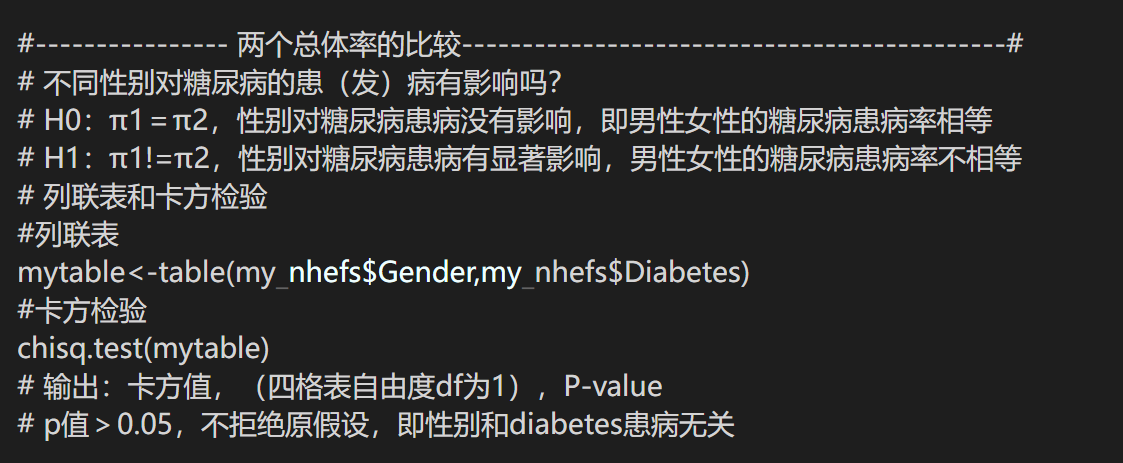 #---------------- 两个总体率的比较---------------------------------------------#
# 不同性别对糖尿病的患（发）病有影响吗？
# H0：π1＝π2，性别对糖尿病患病没有影响，即男性女性的糖尿病患病率相等
# H1：π1!=π2，性别对糖尿病患病有显著影响，男性女性的糖尿病患病率不相等
# 列联表和卡方检验
#列联表
mytable<-table(my_nhefs$Gender,my_nhefs$Diabetes)
#卡方检验
chisq.test(mytable)
# 输出：卡方值，（四格表自由度df为1），P-value
# p值＞0.05，不拒绝原假设，即性别和diabetes患病无关